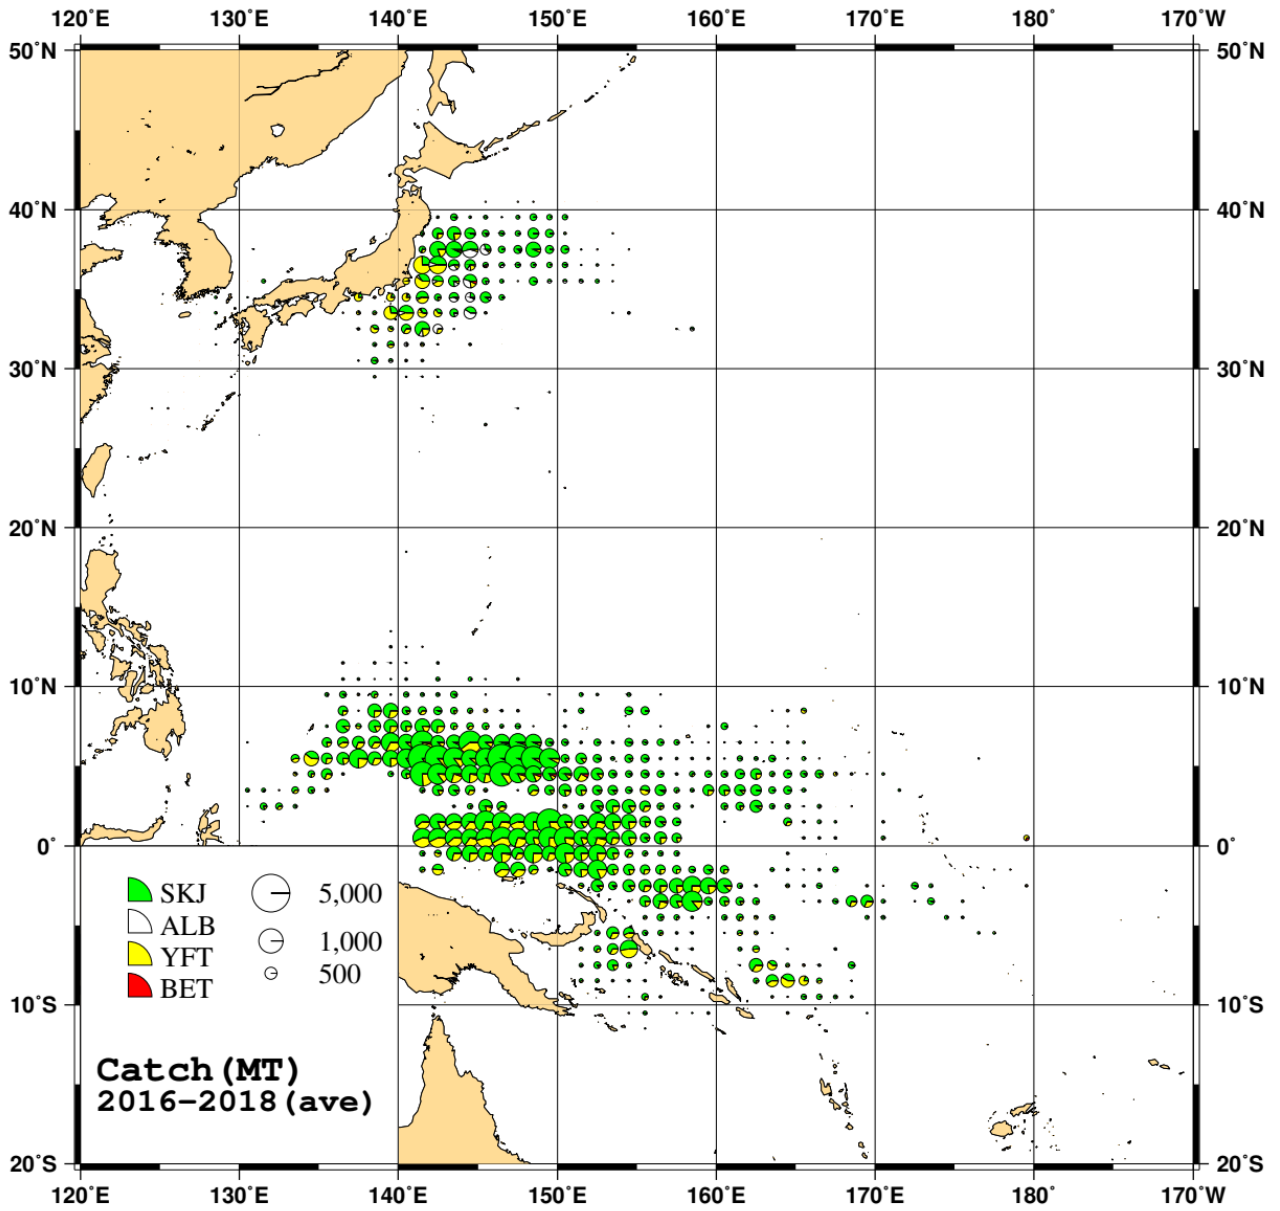 120˚E 130˚E 140˚E 150˚E 160˚E 170˚E 180˚ 170˚W
50˚N 50˚N
40˚N 40˚N
30˚N 30˚N
20˚N 20˚N
10˚N 10˚N
0˚ 0˚
SKJ 5,000
ALB
YFT 1,000
BET 500
10˚S 10˚S
Catch(MT)
2016−2018(ave)
20˚S 20˚S
120˚E 130˚E 140˚E 150˚E 160˚E 170˚E 180˚ 170˚W